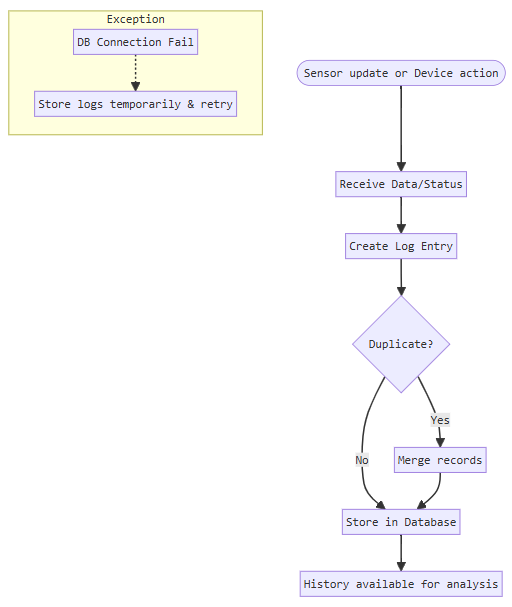 Exception
DB Connection Fail
Store logs temporarily & retry
Sensor update or Device action
Receive Data/Status
Create Log Entry
Duplicate?
Yes
No
Merge records
Store in Database
History available for analysis